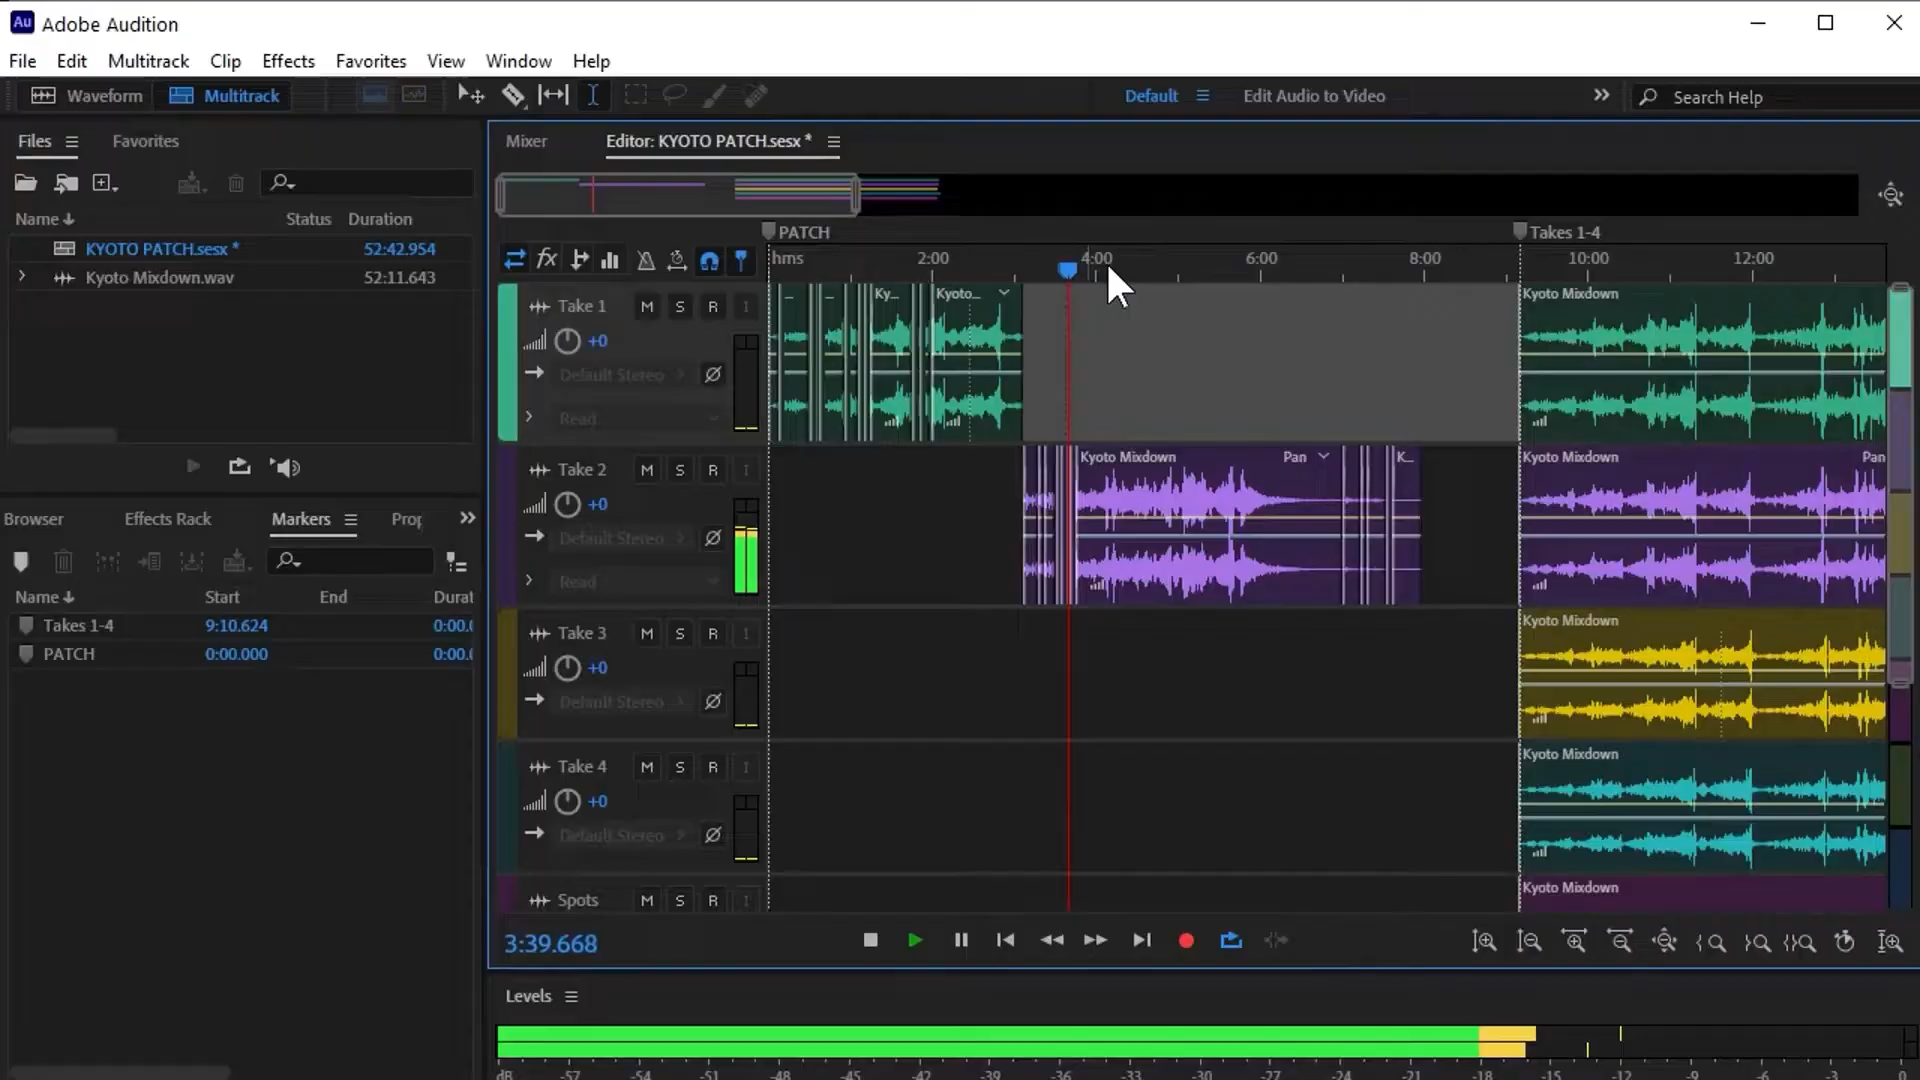 Au Adobe Audition
File Edit Multitrack Clip Effects Favorites View Window Help
Waveform Multitrack Default Edit Audio to Video Search Help
Files Favorites
Name Status Duration
KYOTO PATCH.sesx * 52:42.954
Kyoto Mixdown.wav 52:11.643
Browser Effects Rack Markers Prop
Name Start End Durat
Takes 1-4 9:10.624 0:00.
PATCH 0:00.000 0:00.
Mixer Editor: KYOTO PATCH.sesx *
PATCH Takes 1-4
hms 2:00 4:00 6:00 8:00 10:00 12:00
Take 1 M S R I
Ky... Kyoto... Kyoto Mixdown
+0
Default Stereo
Read
Take 2 M S R I
Kyoto Mixdown Pan K... Kyoto Mixdown Pan
+0
Default Stereo
Read
Take 3 M S R I
Kyoto Mixdown
+0
Default Stereo
Take 4 M S R I
Kyoto Mixdown
+0
Default Stereo
Spots M S R I
Kyoto Mixdown
3:39.668
Levels
dB -57 -54 -51 -48 -45 -42 -39 -36 -33 -30 -27 -24 -21 -18 -15 -12 -9 -6 -3 0